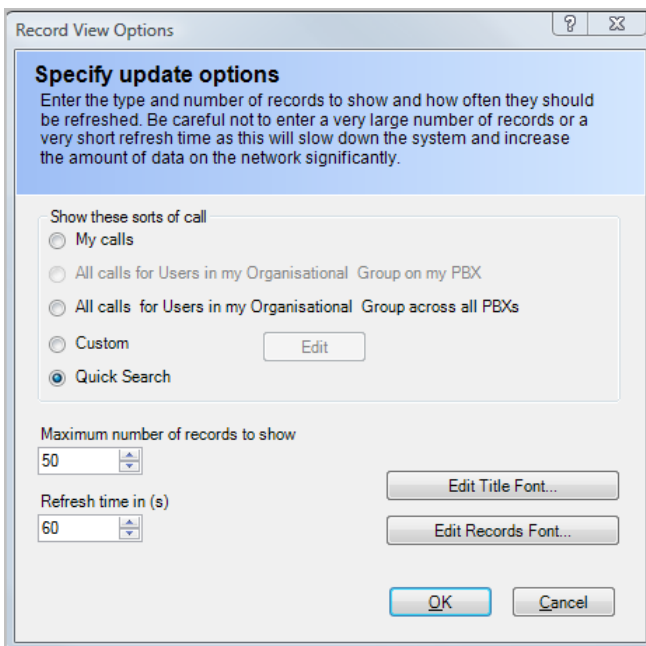 Record View Options
Specify update options
Enter the type and number of records to show and how often they should
be refreshed. Be careful not to enter a very large number of records or a
very short refresh time as this will slow down the system and increase
the amount of data on the network significantly.
Show these sorts of call
My calls
All calls for Users in my Organisational Group on my PBX
All calls for Users in my Organisational Group across all PBXs
Custom
Edit
Quick Search
Maximum number of records to show
50
Edit Title Font...
Refresh time in (s)
60
Edit Records Font...
OK
Cancel